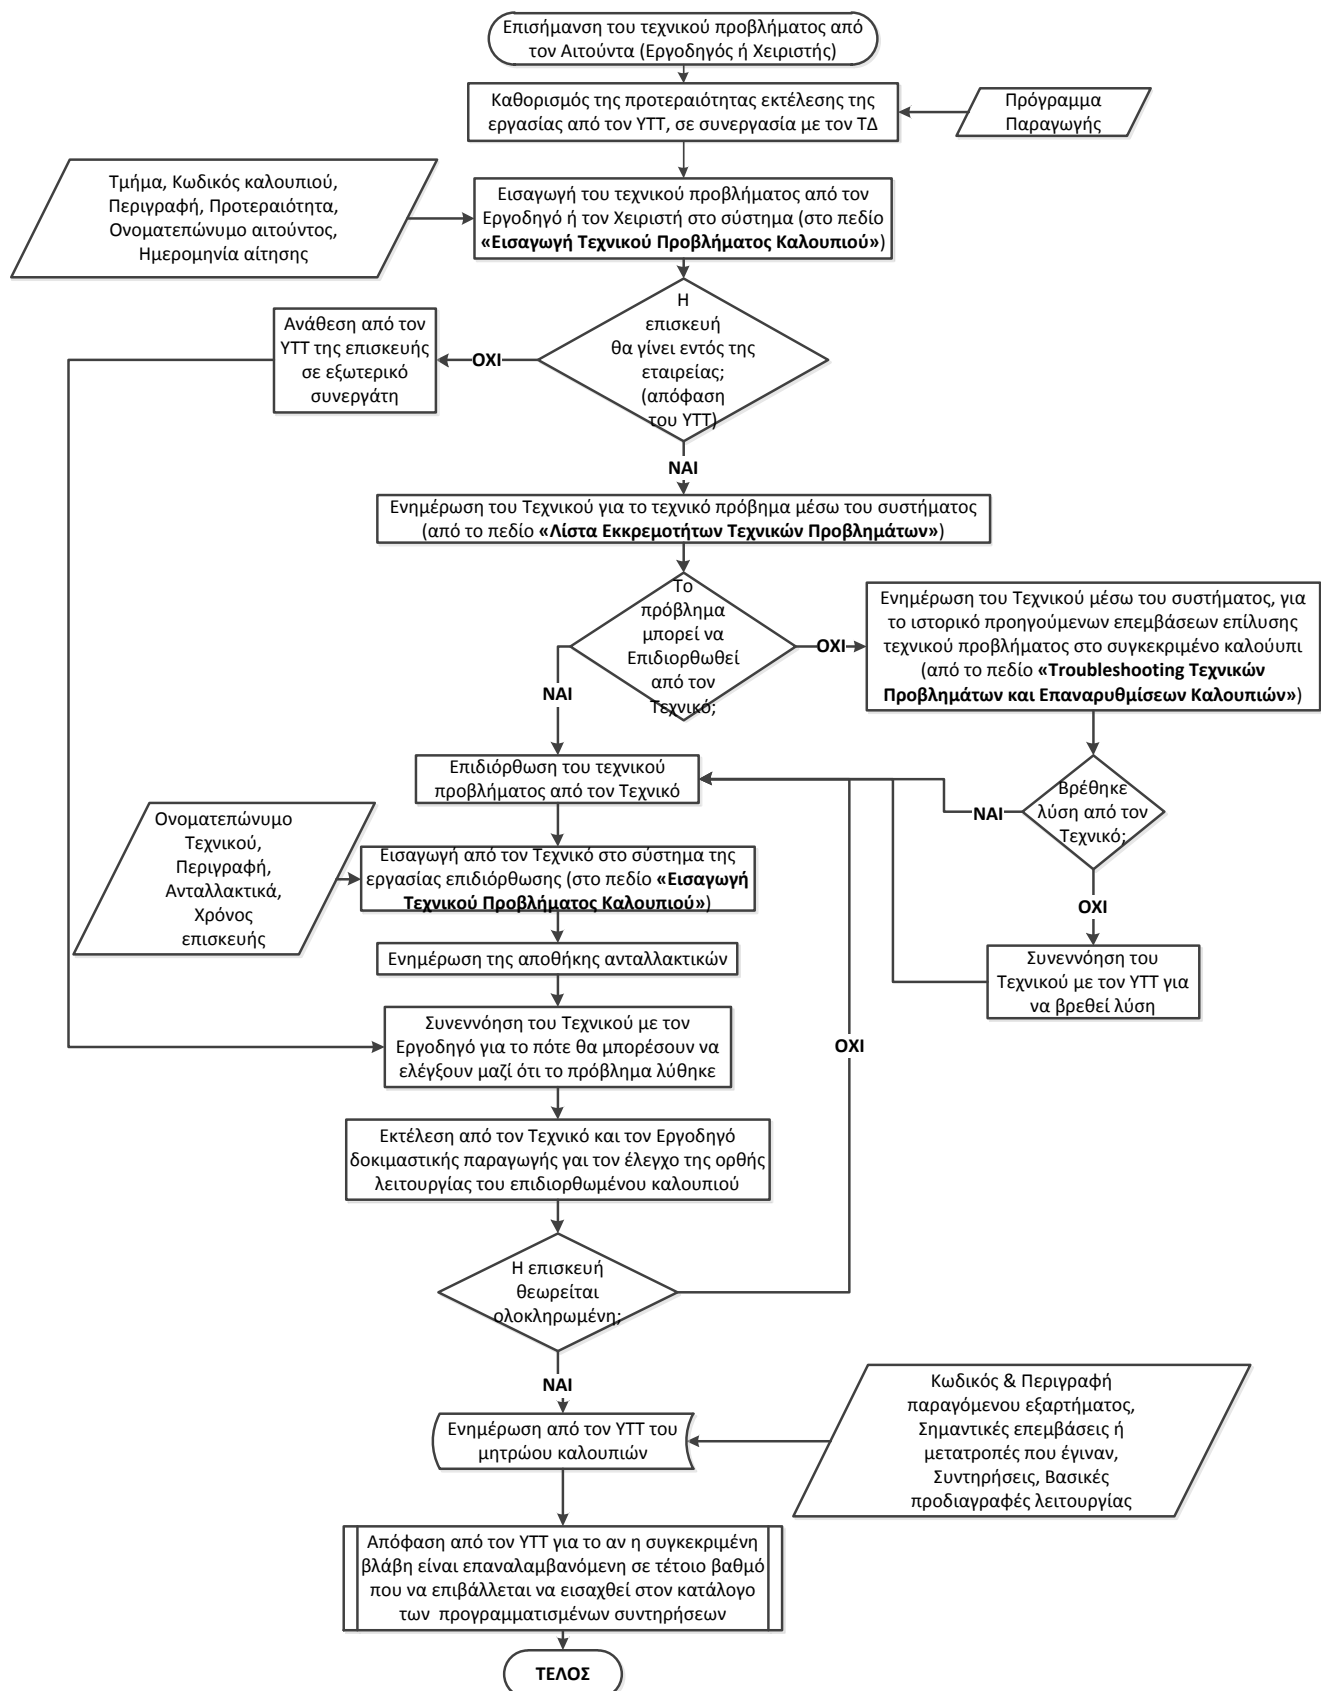 Επισήμανση του τεχνικού προβλήματος από
τον Αιτούντα (Εργοδηγός ή Χειριστής)
Καθορισμός της προτεραιότητας εκτέλεσης της
εργασίας από τον ΥΤΤ, σε συνεργασία με τον ΤΔ
Πρόγραμμα
Παραγωγής
Τμήμα, Κωδικός καλουπιού,
Περιγραφή, Προτεραιότητα,
Ονοματεπώνυμο αιτούντος,
Ημερομηνία αίτησης
Εισαγωγή του τεχνικού προβλήματος από τον
Εργοδηγό ή τον Χειριστή στο σύστημα (στο πεδίο
«Εισαγωγή Τεχνικού Προβλήματος Καλουπιού»)
Η
επισκευή
θα γίνει εντός της
εταιρείας;
(απόφαση
του ΥΤΤ)
ΟΧΙ
Ανάθεση από τον
ΥΤΤ της επισκευής
σε εξωτερικό
συνεργάτη
ΝΑΙ
Ενημέρωση του Τεχνικού για το τεχνικό πρόβημα μέσω του συστήματος
(από το πεδίο «Λίστα Εκκρεμοτήτων Τεχνικών Προβλημάτων»)
Το
πρόβλημα
μπορεί να
Επιδιορθωθεί
από τον
Τεχνικό;
ΟΧΙ
Ενημέρωση του Τεχνικού μέσω του συστήματος, για
το ιστορικό προηγούμενων επεμβάσεων επίλυσης
τεχνικού προβλήματος στο συγκεκριμένο καλούυπι
(από το πεδίο «Troubleshooting Τεχνικών
Προβλημάτων και Επαναρυθμίσεων Καλουπιών»)
ΝΑΙ
Επιδιόρθωση του τεχνικού
προβλήματος από τον Τεχνικό
Βρέθηκε
λύση από τον
Τεχνικό;
ΝΑΙ
ΟΧΙ
Συνεννόηση του
Τεχνικού με τον ΥΤΤ για
να βρεθεί λύση
Ονοματεπώνυμο
Τεχνικού,
Περιγραφή,
Ανταλλακτικά,
Χρόνος
επισκευής
Εισαγωγή από τον Τεχνικό στο σύστημα της
εργασίας επιδιόρθωσης (στο πεδίο «Εισαγωγή
Τεχνικού Προβλήματος Καλουπιού»)
Ενημέρωση της αποθήκης ανταλλακτικών
Συνεννόηση του Τεχνικού με τον
Εργοδηγό για το πότε θα μπορέσουν να
ελέγξουν μαζί ότι το πρόβλημα λύθηκε
ΟΧΙ
Εκτέλεση από τον Τεχνικό και τον Εργοδηγό
δοκιμαστικής παραγωγής γαι τον έλεγχο της ορθής
λειτουργίας του επιδιορθωμένου καλουπιού
Η επισκευή
θεωρείται
ολοκληρωμένη;
ΝΑΙ
Ενημέρωση από τον ΥΤΤ του
μητρώου καλουπιών
Κωδικός & Περιγραφή
παραγόμενου εξαρτήματος,
Σημαντικές επεμβάσεις ή
μετατροπές που έγιναν,
Συντηρήσεις, Βασικές
προδιαγραφές λειτουργίας
Απόφαση από τον ΥΤΤ για το αν η συγκεκριμένη
βλάβη είναι επαναλαμβανόμενη σε τέτοιο βαθμό
που να επιβάλλεται να εισαχθεί στον κατάλογο
των προγραμματισμένων συντηρήσεων
ΤΕΛΟΣ